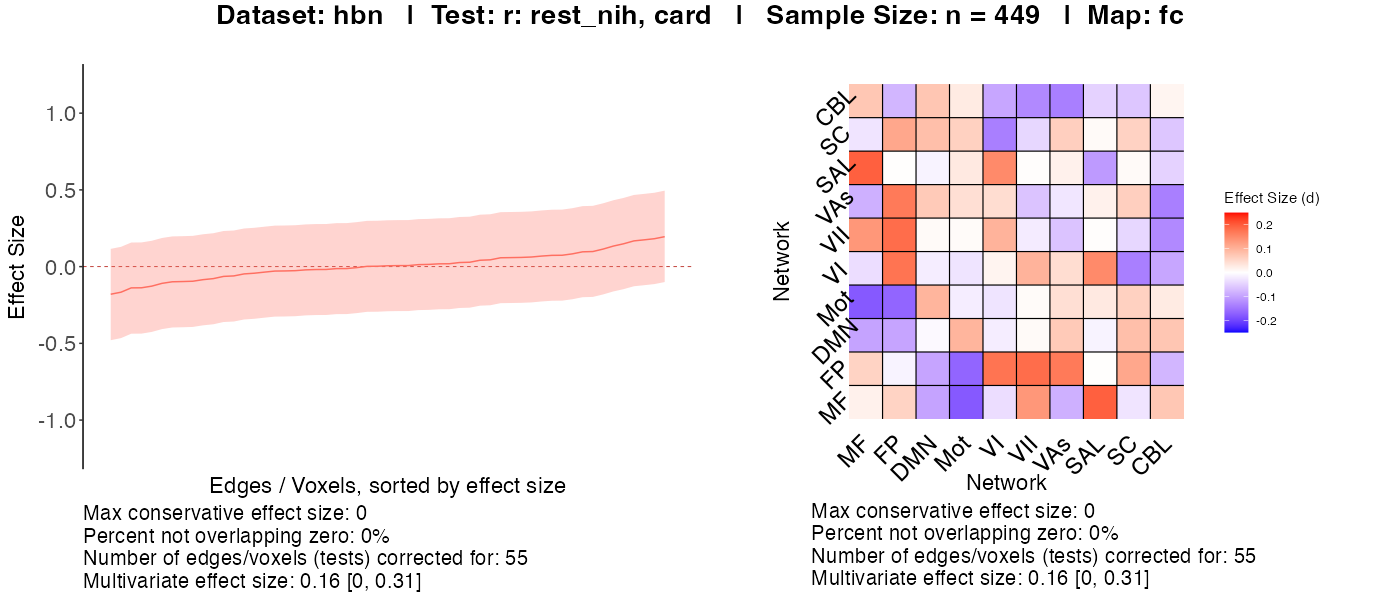 Dataset: hbn | Test: r: rest_nih, card | Sample Size: n = 449 | Map: fc
Effect Size
1.0
0.5
0.0
-0.5
-1.0
Edges / Voxels, sorted by effect size
Max conservative effect size: 0
Percent not overlapping zero: 0%
Number of edges/voxels (tests) corrected for: 55
Multivariate effect size: 0.16 [0, 0.31]
Network
CBL
SC
SAL
VAs
VII
VI
Mot
DMN
FP
MF
MF FP DMN Mot VI VII VAs SAL SC CBL
Network
Effect Size (d)
0.2
0.1
0.0
-0.1
-0.2
Max conservative effect size: 0
Percent not overlapping zero: 0%
Number of edges/voxels (tests) corrected for: 55
Multivariate effect size: 0.16 [0, 0.31]